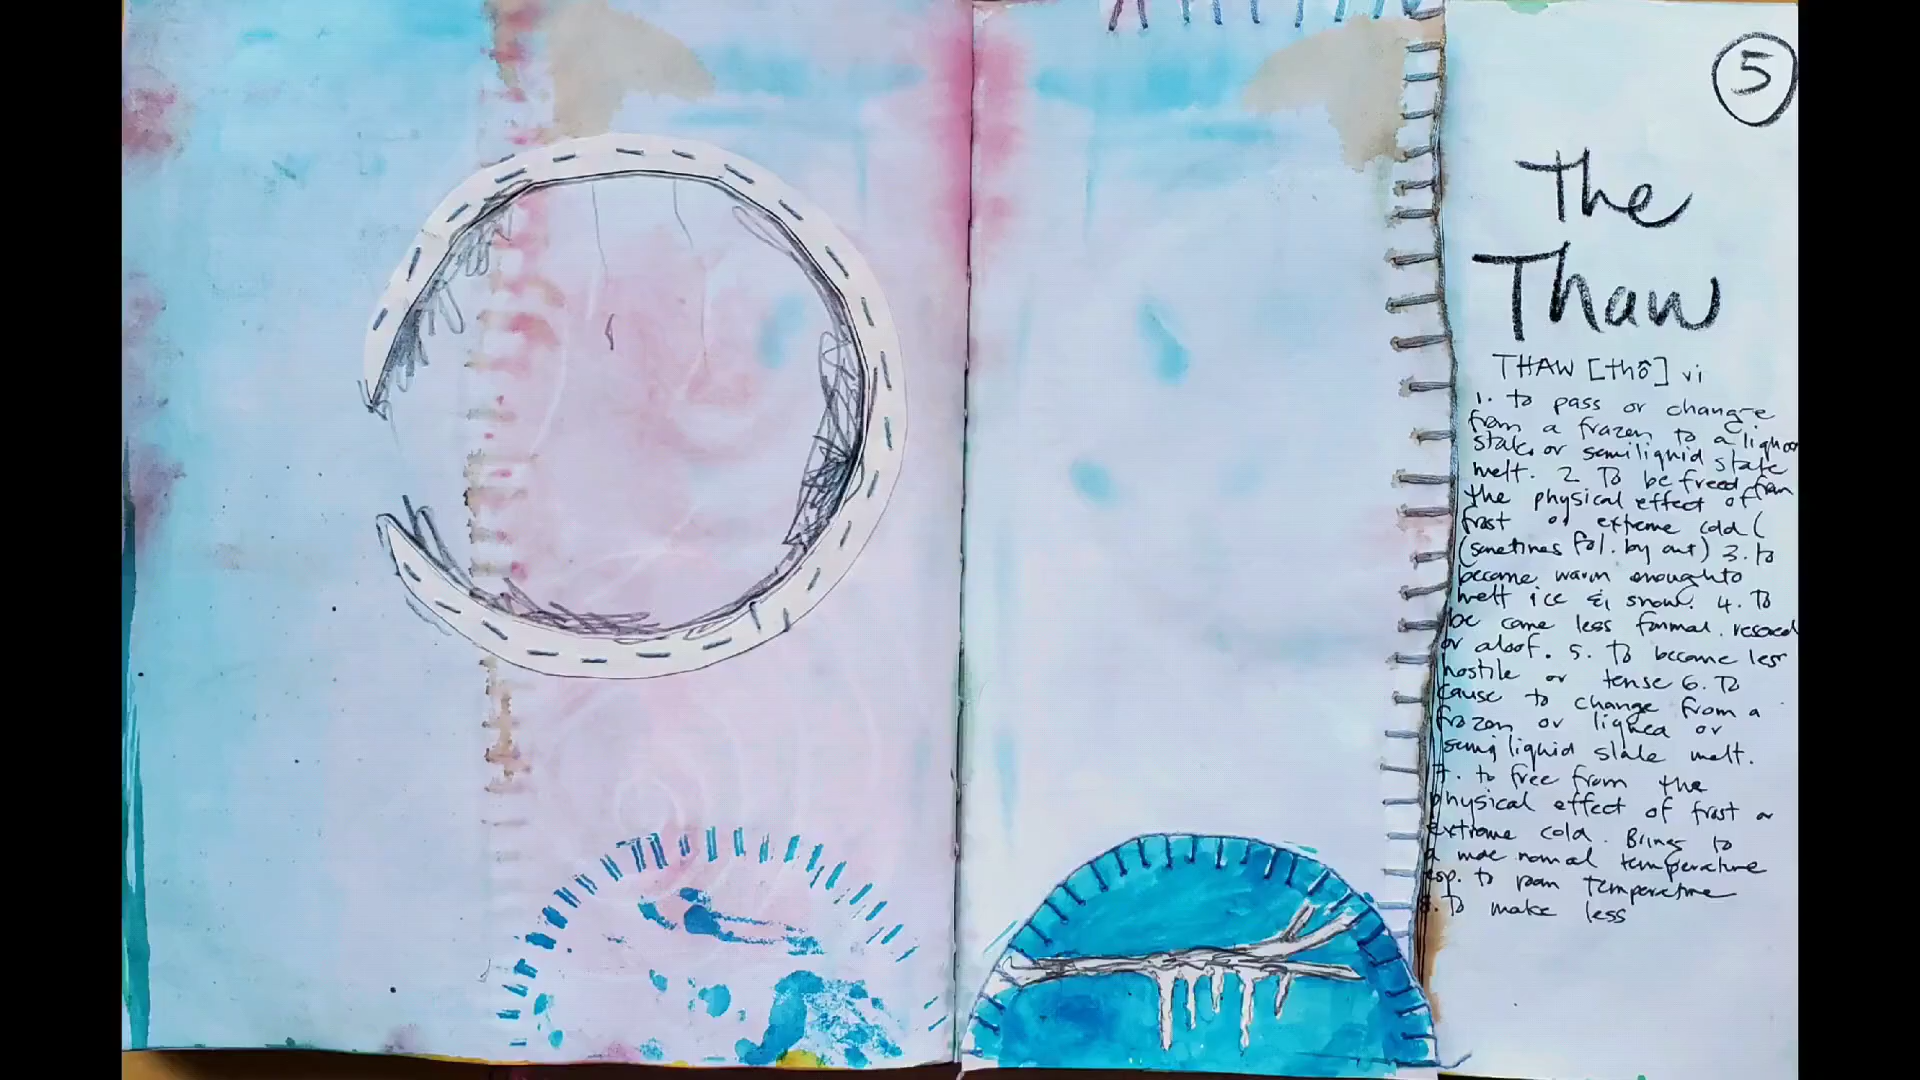 5
The
Thaw
THAW [thô] vi
1. to pass or change
from a frozen to a liquid
state or semiliquid state
melt. 2 To be freed from
the physical effect of
frost or extreme cold (
(sometimes fol. by out) 3. to
become warm enough to
melt ice & snow. 4. To
be come less formal. reserved
or aloof. 5. To become less
hostile or tense 6. To
cause to change from a
frozen or liquid or
semi liquid state melt.
7. to free from the
physical effect of frost or
extreme cold. Brings to
a more normal temperature
esp. to room temperature
8. To make less